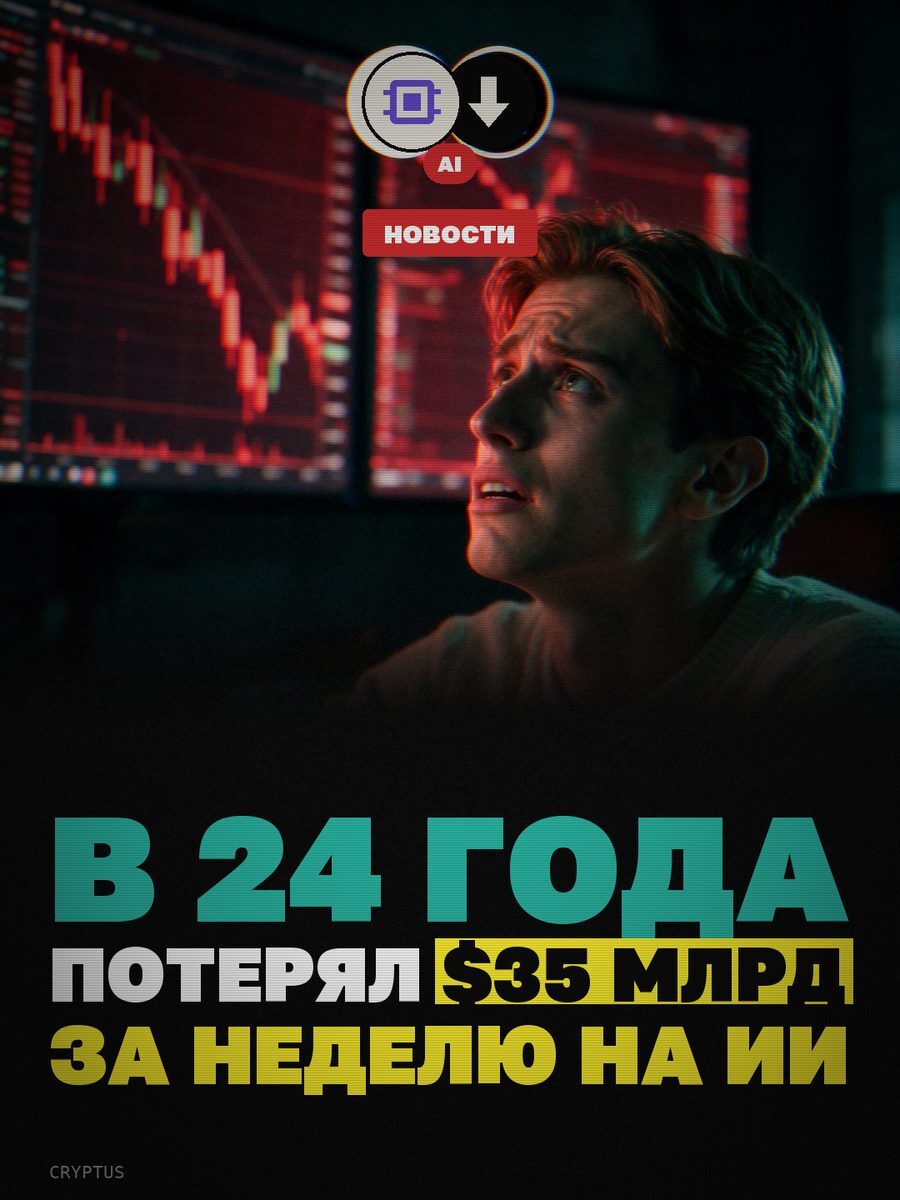 AI
НОВОСТИ
В 24 ГОДА
ПОТЕРЯЛ $35 МЛРД
ЗА НЕДЕЛЮ НА ИИ
CRYPTUS